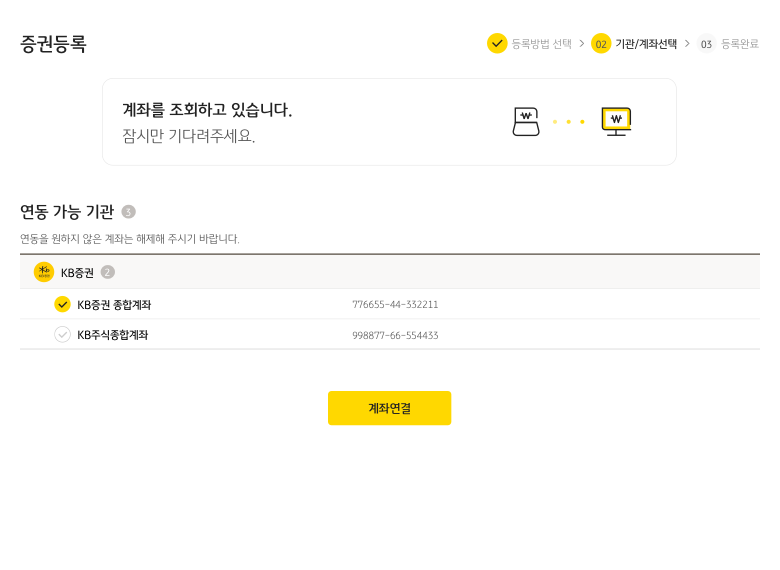 증권등록
등록방법 선택 > 02 기관/계좌선택 > 03 등록완료
계좌를 조회하고 있습니다.
잠시만 기다려주세요.
₩ ₩
연동 가능 기관 3
연동을 원하지 않은 계좌는 해제해 주시기 바랍니다.
KB증권 2
KB증권 종합계좌 776655-44-332211
KB주식종합계좌 998877-66-554433
계좌연결